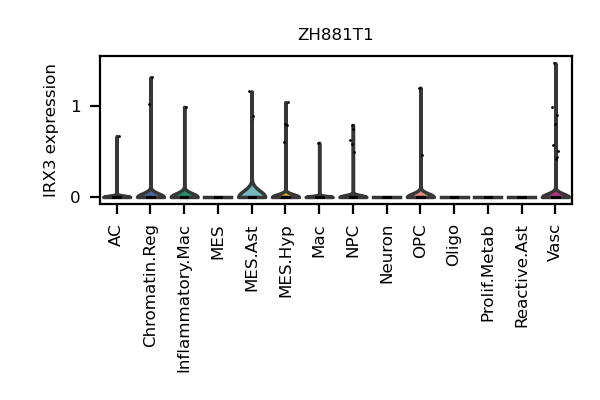 ZH881T1
IRX3 expression
1
0
AC
Chromatin.Reg
Inflammatory.Mac
MES
MES.Ast
MES.Hyp
Mac
NPC
Neuron
OPC
Oligo
Prolif.Metab
Reactive.Ast
Vasc